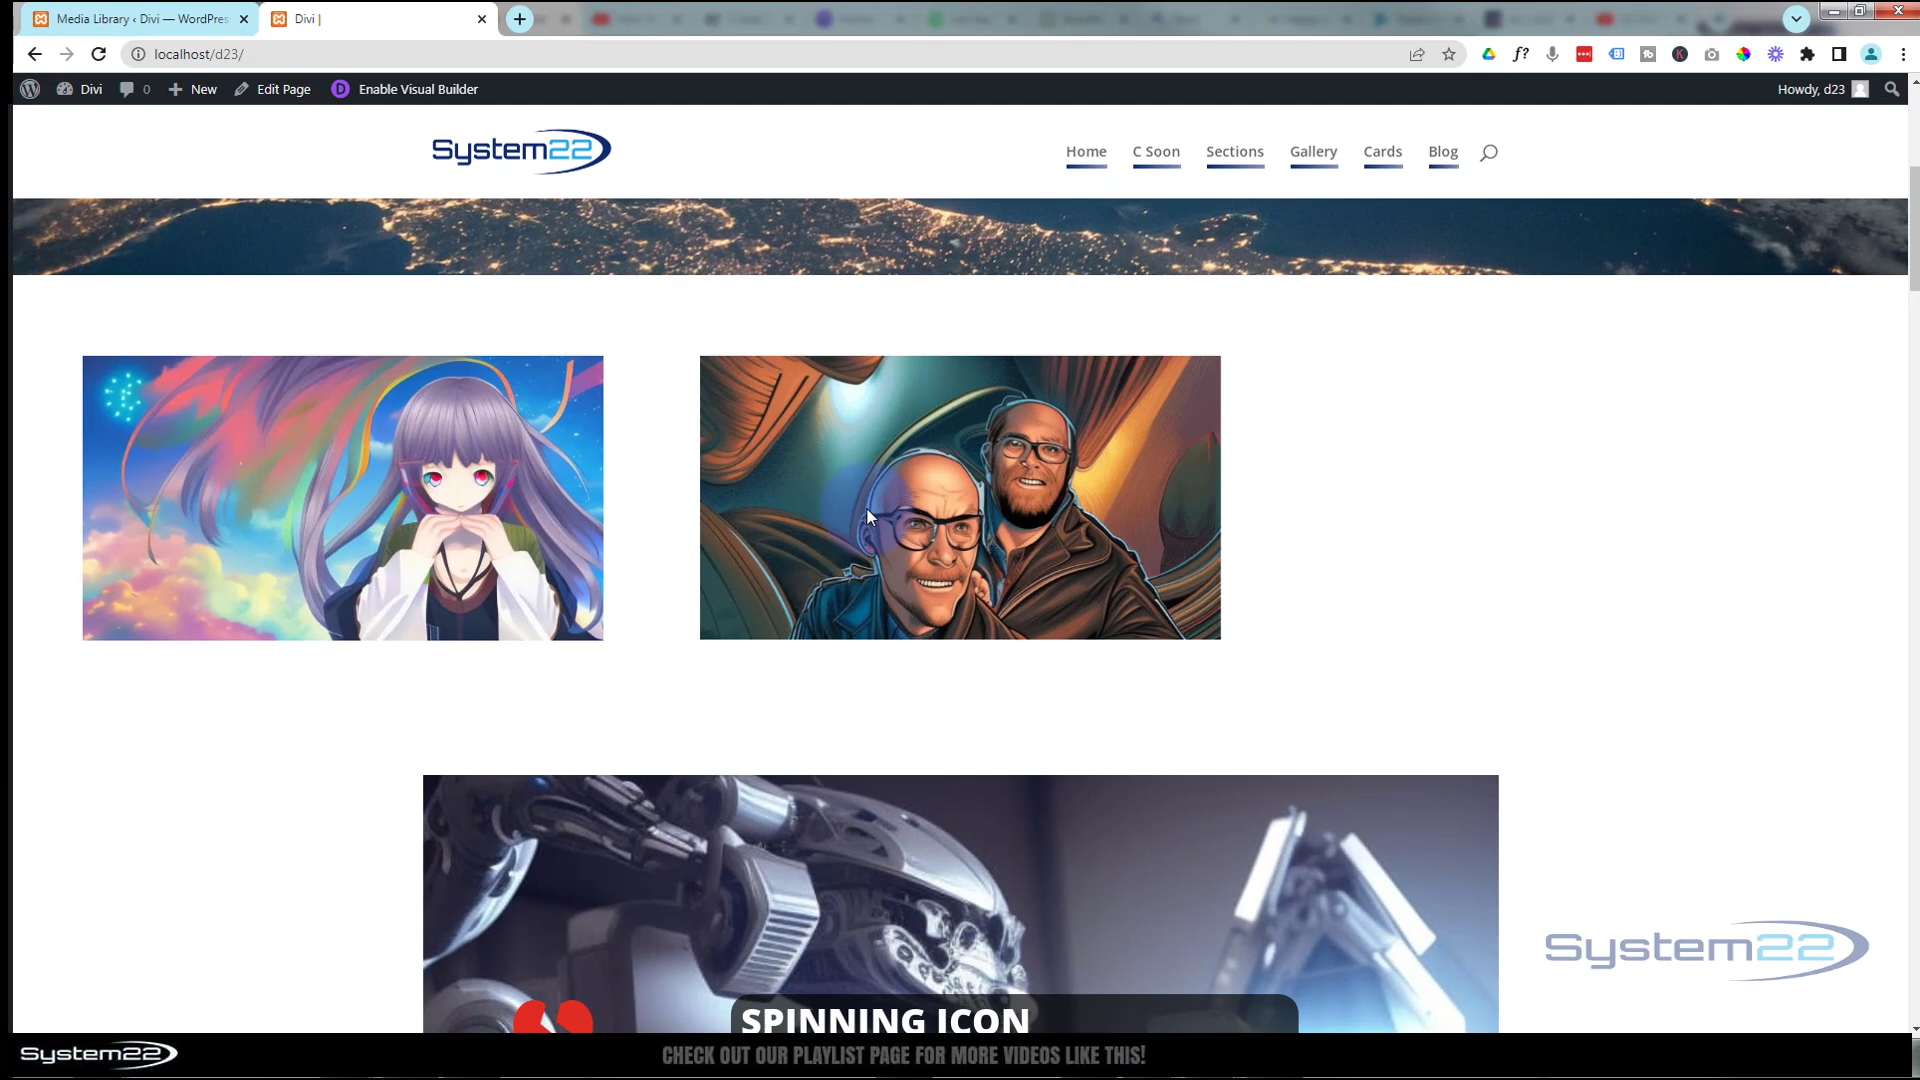 Media Library ‹ Divi — WordPres
Divi |
localhost/d23/
Divi
0
New
Edit Page
Enable Visual Builder
Howdy, d23
System22
Home
C Soon
Sections
Gallery
Cards
Blog
SPINNING ICON
System22
System22
CHECK OUT OUR PLAYLIST PAGE FOR MORE VIDEOS LIKE THIS!